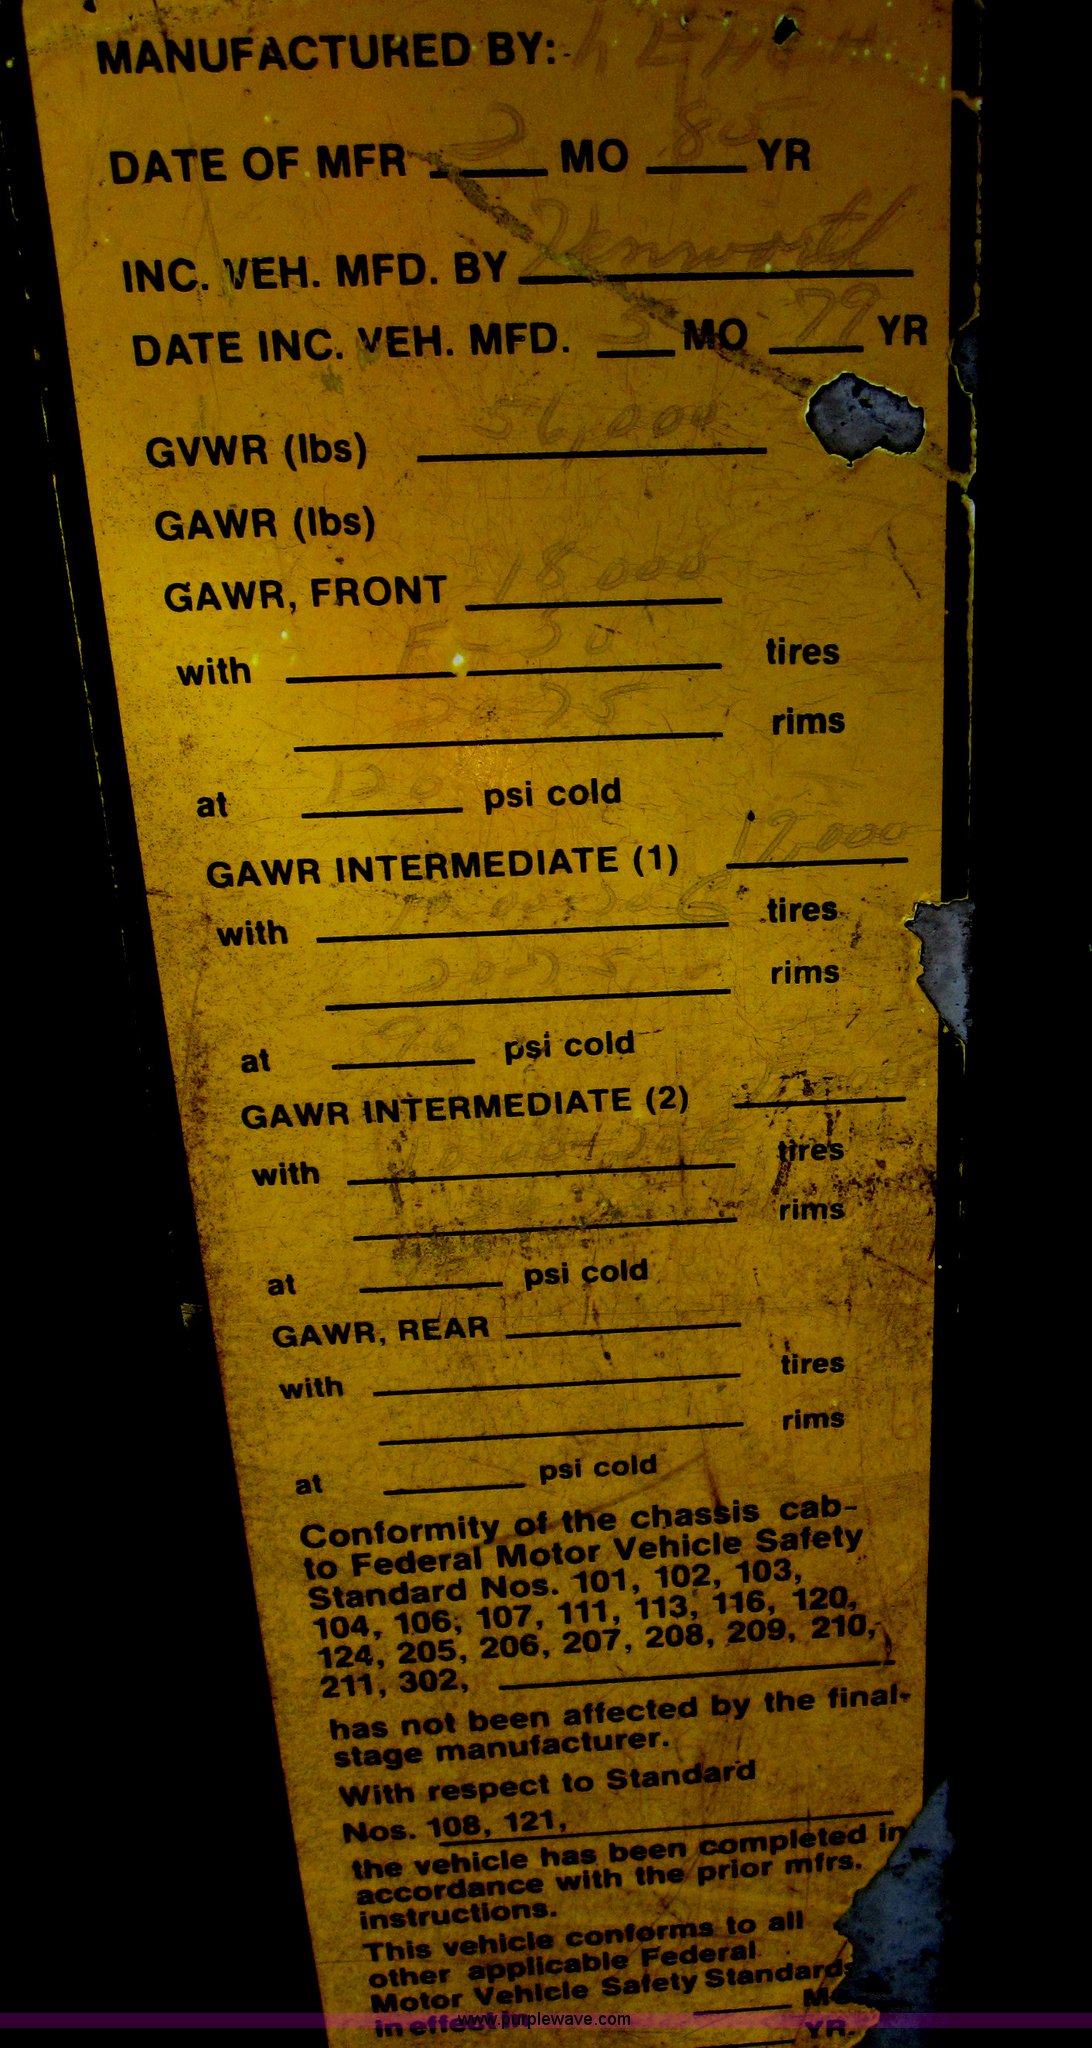 MANUFACTURED BY:
DATE OF MFR 2 MO 85 YR
INC. VEH. MFD. BY Kenworth
DATE INC. VEH. MFD. 3 MO 79 YR
GVWR (lbs) 56,000
GAWR (lbs)
GAWR, FRONT 18000
with tires
rims
at psi cold
GAWR INTERMEDIATE (1)
with tires
rims
at 90 psi cold
GAWR INTERMEDIATE (2)
with tires
rims
at psi cold
GAWR, REAR
with tires
rims
at psi cold
Conformity of the chassis cab-
to Federal Motor Vehicle Safety
Standard Nos. 101, 102, 103,
104, 106, 107, 111, 113, 116, 120,
124, 205, 206, 207, 208, 209, 210,
211, 302,
has not been affected by the final-
stage manufacturer.
With respect to Standard
Nos. 108, 121,
the vehicle has been completed in
accordance with the prior mfrs.
instructions.
This vehicle conforms to all
other applicable Federal
Motor Vehicle Safety Standards
in effect in
YR.
www.purplewave.com